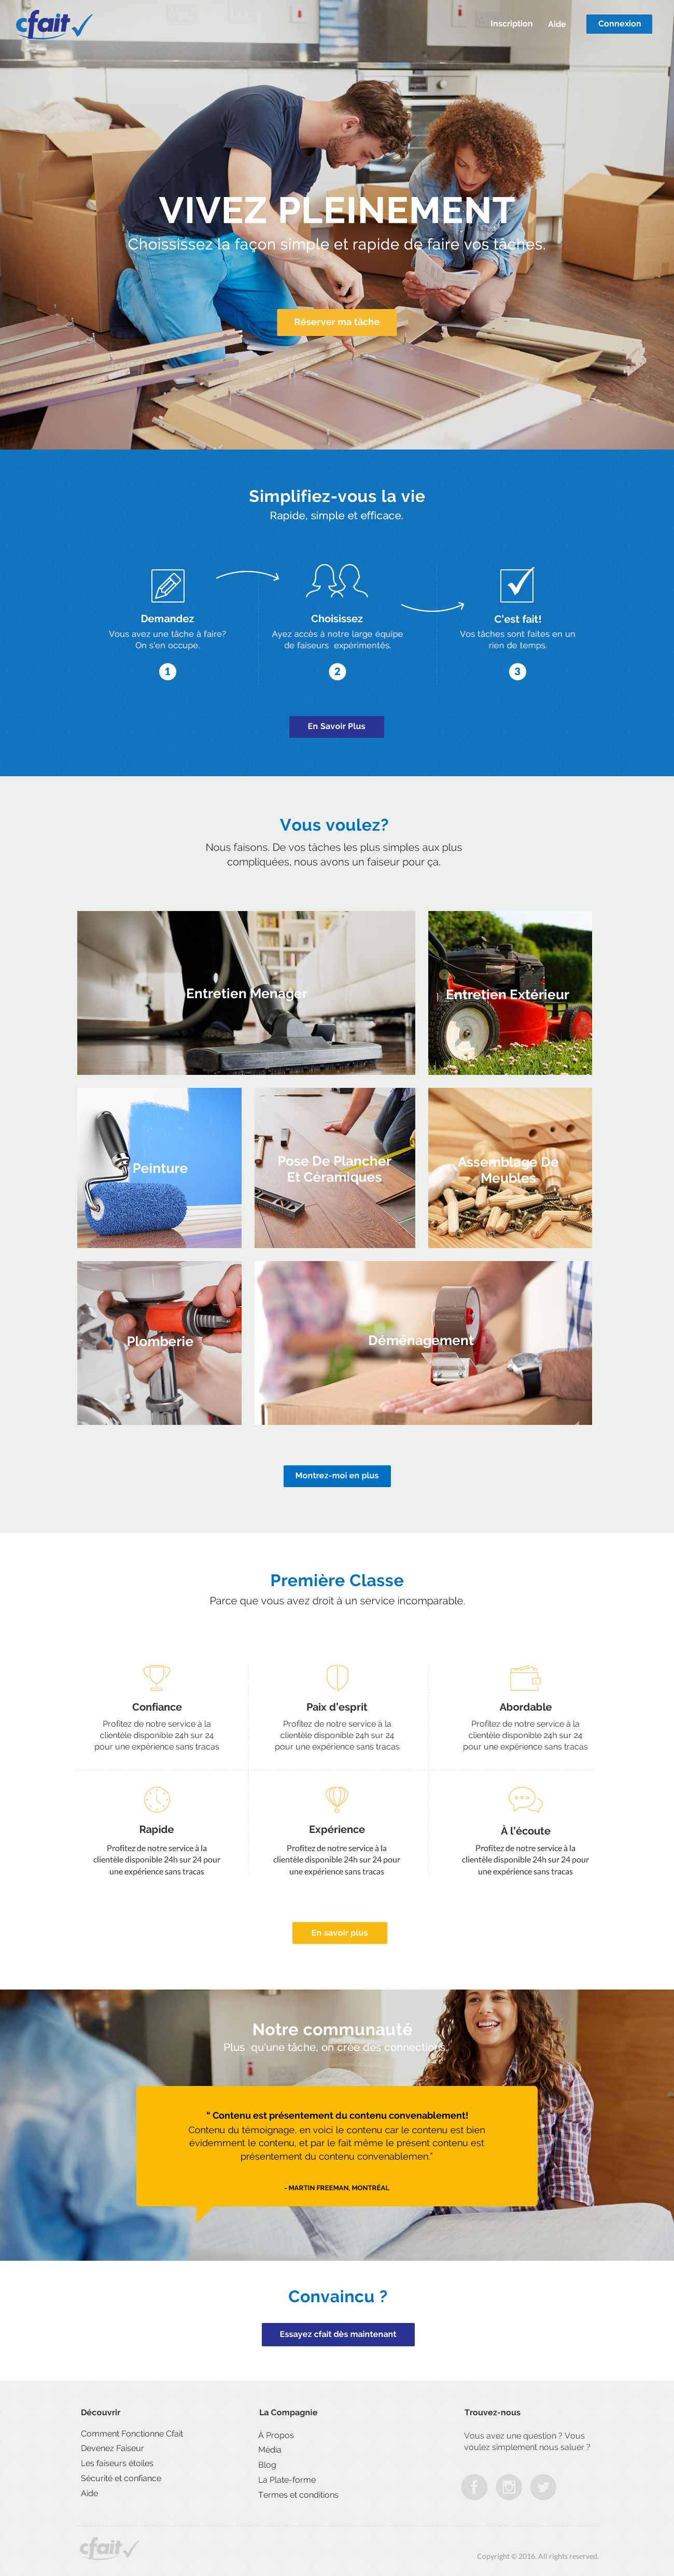 cfait
Inscription
Aide
Connexion
VIVEZ PLEINEMENT
Choississez la façon simple et rapide de faire vos tâches.
Réserver ma tâche
Simplifiez-vous la vie
Rapide, simple et efficace.
Demandez
Vous avez une tâche à faire?
On s'en occupe.
1
Choisissez
Ayez accès à notre large équipe
de faiseurs expérimentés.
2
C'est fait!
Vos tâches sont faites en un
rien de temps.
3
En Savoir Plus
Vous voulez?
Nous faisons. De vos tâches les plus simples aux plus
compliquées, nous avons un faiseur pour ça.
Entretien Menager
Entretien Extérieur
Peinture
Pose De Plancher
Et Céramiques
Assemblage De
Meubles
Plomberie
Déménagement
Montrez-moi en plus
Première Classe
Parce que vous avez droit à un service incomparable.
Confiance
Profitez de notre service à la
clientèle disponible 24h sur 24
pour une expérience sans tracas
Paix d'esprit
Profitez de notre service à la
clientèle disponible 24h sur 24
pour une expérience sans tracas
Abordable
Profitez de notre service à la
clientèle disponible 24h sur 24
pour une expérience sans tracas
Rapide
Profitez de notre service à la
clientèle disponible 24h sur 24 pour
une expérience sans tracas
Expérience
Profitez de notre service à la
clientèle disponible 24h sur 24 pour
une expérience sans tracas
À l'écoute
Profitez de notre service à la
clientèle disponible 24h sur 24 pour
une expérience sans tracas
En savoir plus
Notre communauté
Plus qu'une tâche, on crée des connections.
" Contenu est présentement du contenu convenablement!
Contenu du témoignage, en voici le contenu car le contenu est bien
évidemment le contenu, et par le fait même le présent contenu est
présentement du contenu convenablemen."
- MARTIN FREEMAN, MONTRÉAL
Convaincu ?
Essayez cfait dès maintenant
Découvrir
Comment Fonctionne Cfait
Devenez Faiseur
Les faiseurs étoiles
Sécurité et confiance
Aide
La Compagnie
À Propos
Média
Blog
La Plate-forme
Termes et conditions
Trouvez-nous
Vous avez une question ? Vous
voulez simplement nous saluer ?
cfait
Copyright © 2016. All rights reserved.